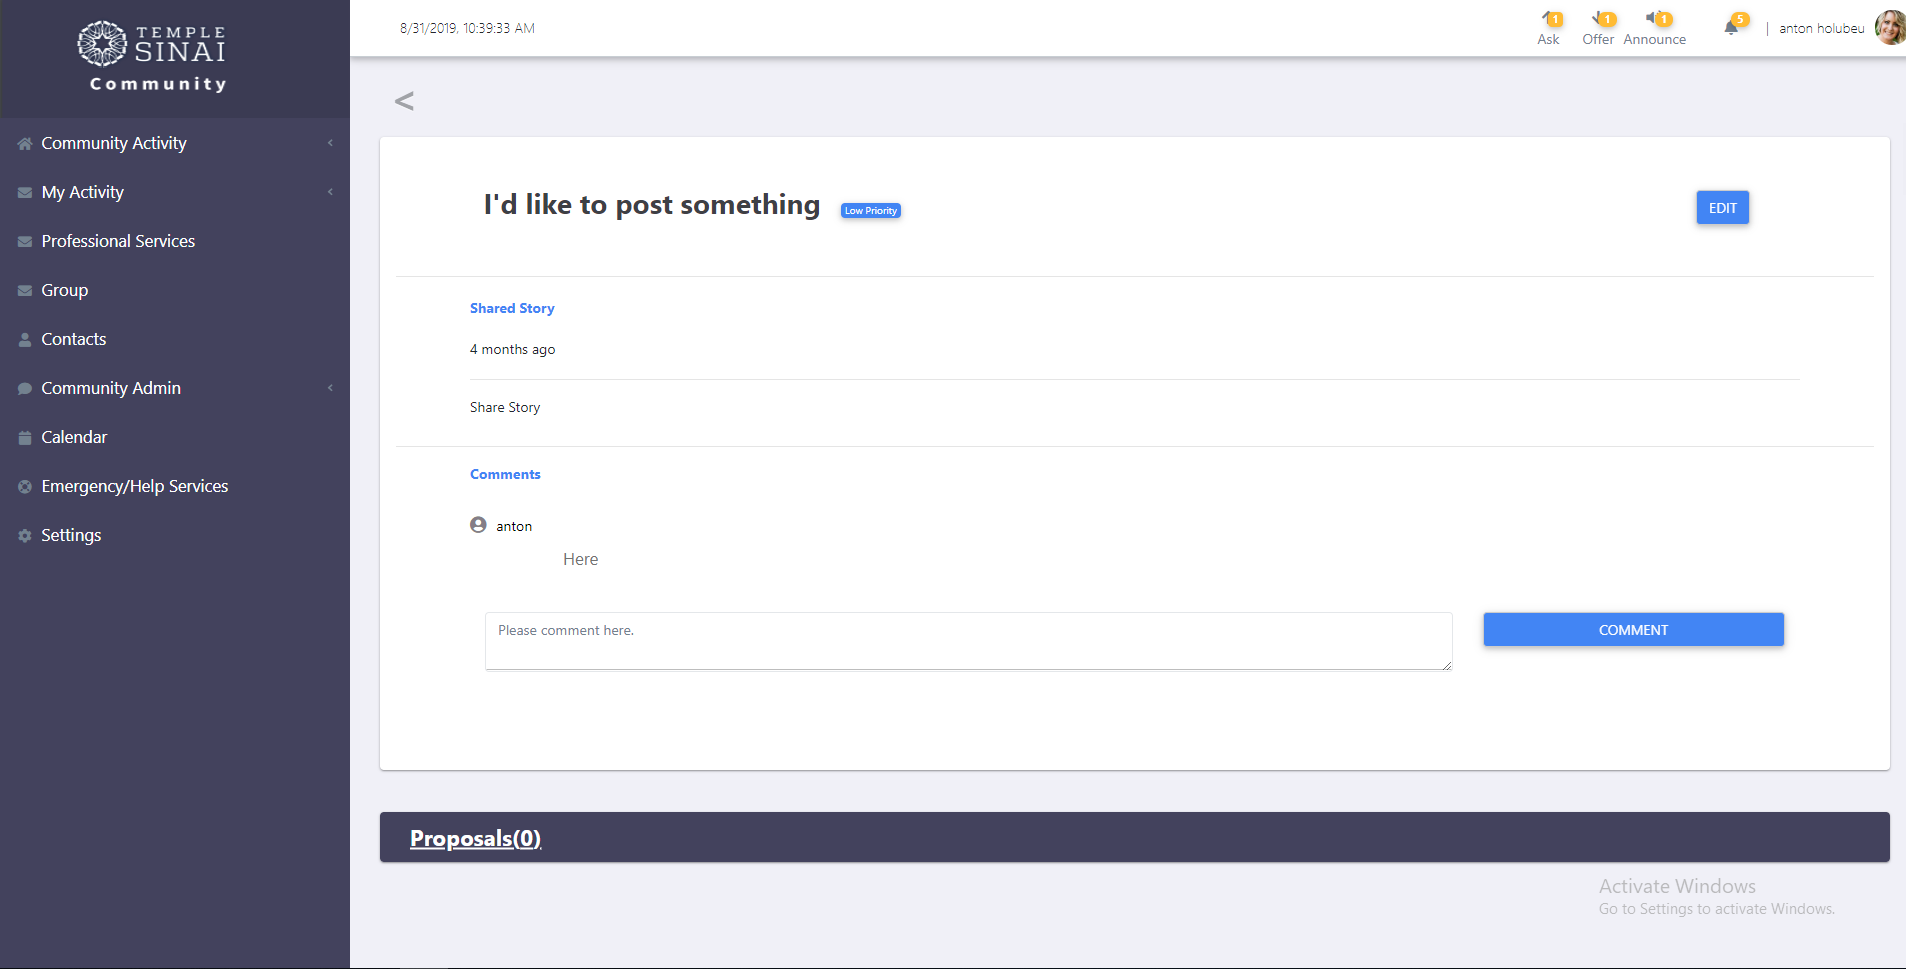 TEMPLE
SINAI
Community
8/31/2019, 10:39:33 AM
1
Ask
1
Offer
1
Announce
5
| anton holubeu
Community Activity
My Activity
Professional Services
Group
Contacts
Community Admin
Calendar
Emergency/Help Services
Settings
<
I'd like to post something Low Priority
EDIT
Shared Story
4 months ago
Share Story
Comments
anton
Here
Please comment here.
COMMENT
Proposals(0)
Activate Windows
Go to Settings to activate Windows.